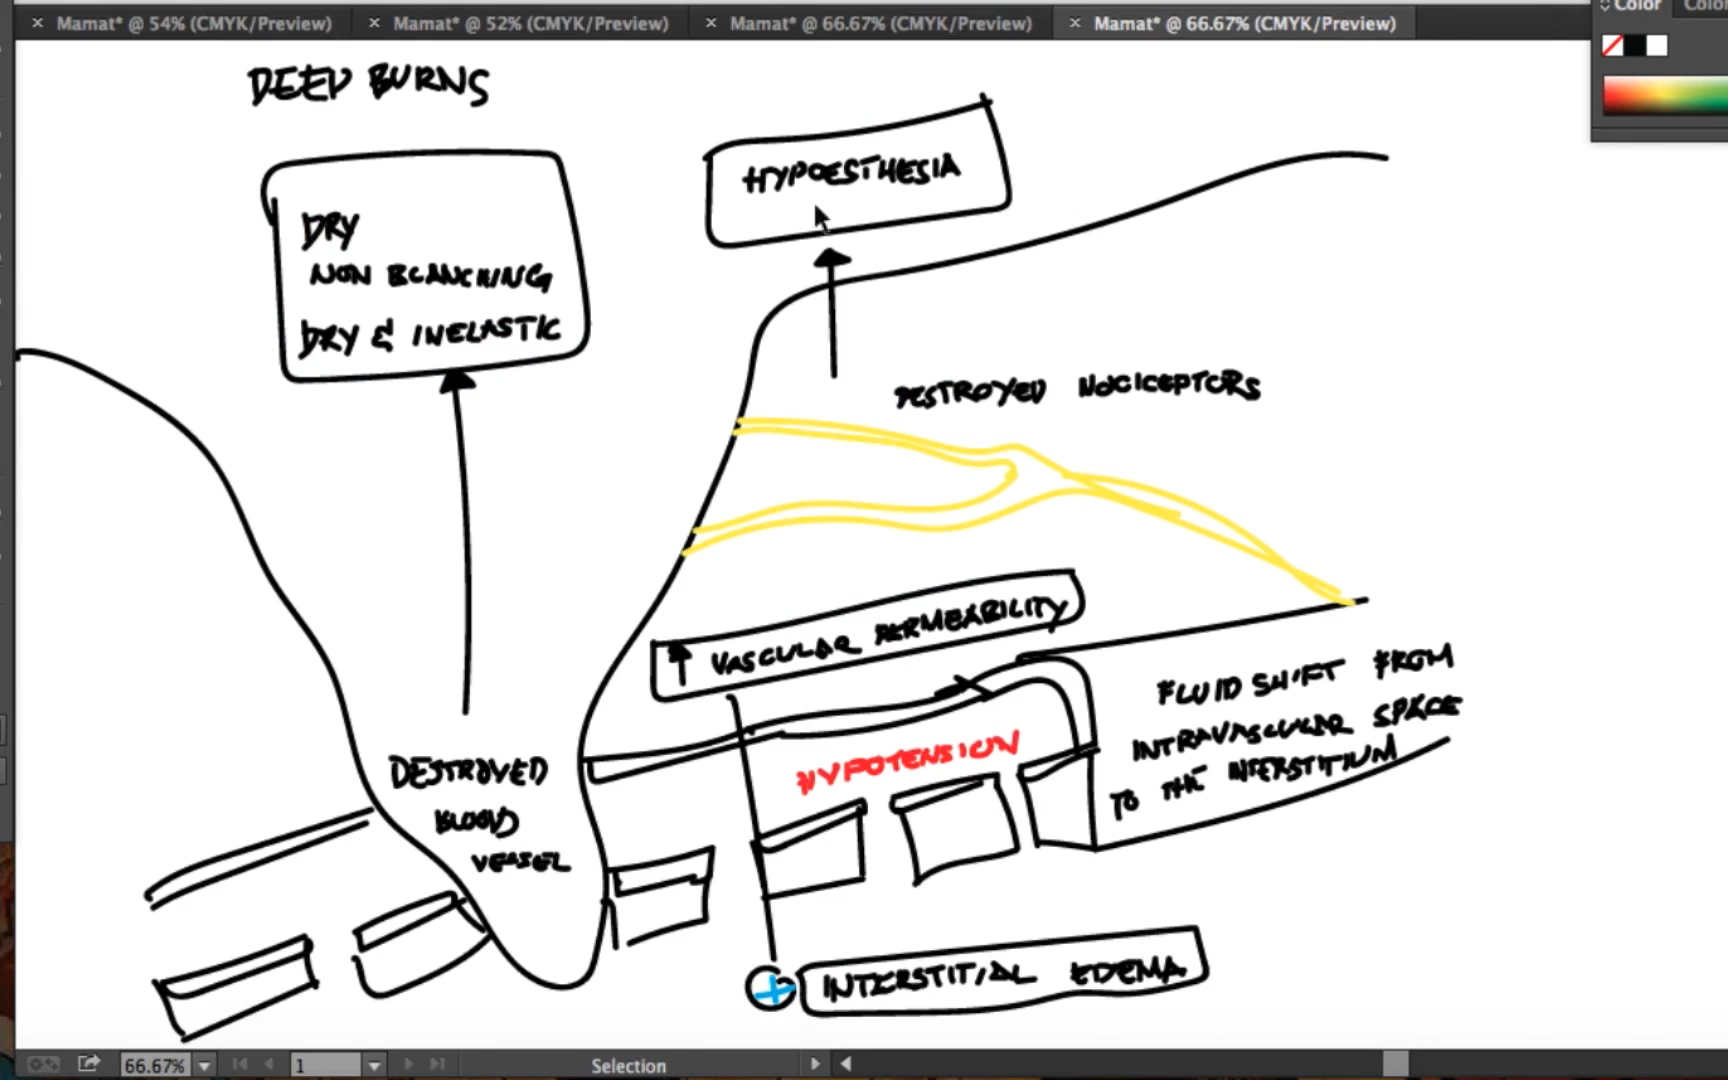 Mamat* @ 54% (CMYK/Preview)
Mamat* @ 52% (CMYK/Preview)
Mamat* @ 66.67% (CMYK/Preview)
Mamat* @ 66.67% (CMYK/Preview)
Color
DEEP BURNS
HYPOESTHESIA
DRY
NON BLANCHING
DRY & INELASTIC
DESTROYED NOCICEPTORS
↑ VASCULAR PERMEABILITY
FLUID SHIFT FROM
INTRAVASCULAR SPACE
TO THE INTERSTITIUM
HYPOTENSION
DESTROYED
BLOOD
VESSEL
+ INTERSTITIAL EDEMA
66.67%
1
Selection